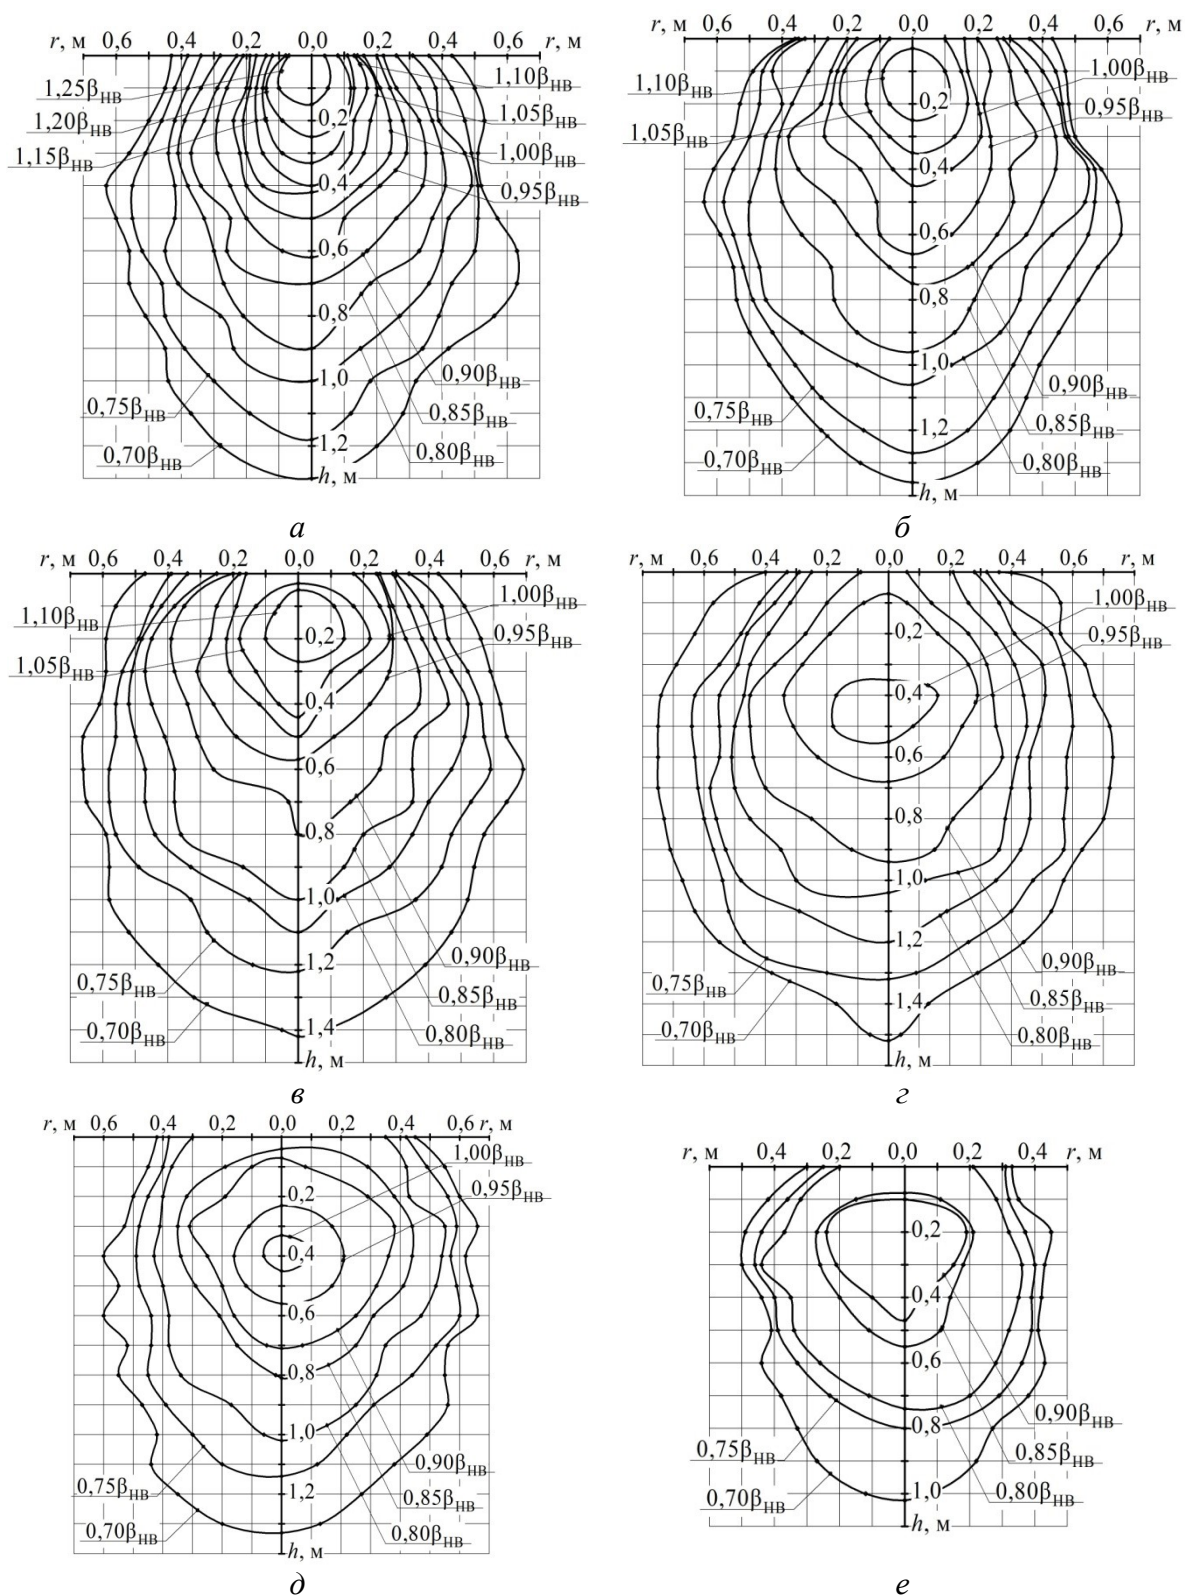 r, м 0,6 0,4 0,2 0,0 0,2 0,4 0,6 r, м
1,25βНВ
1,20βНВ
1,15βНВ
1,10βНВ
1,05βНВ
1,00βНВ
0,95βНВ
0,2
0,4
0,6
0,8
1,0
1,2
0,90βНВ
0,85βНВ
0,80βНВ
0,75βНВ
0,70βНВ
h, м
а
r, м 0,6 0,4 0,2 0,0 0,2 0,4 0,6 r, м
1,10βНВ
1,05βНВ
1,00βНВ
0,95βНВ
0,2
0,4
0,6
0,8
1,0
1,2
0,90βНВ
0,85βНВ
0,80βНВ
0,75βНВ
0,70βНВ
h, м
б
r, м 0,6 0,4 0,2 0,0 0,2 0,4 0,6 r, м
1,10βНВ
1,05βНВ
1,00βНВ
0,95βНВ
0,2
0,4
0,6
0,8
1,0
1,2
1,4
0,90βНВ
0,85βНВ
0,80βНВ
0,75βНВ
0,70βНВ
h, м
в
r, м 0,6 0,4 0,2 0,0 0,2 0,4 0,6 r, м
1,00βНВ
0,95βНВ
0,2
0,4
0,6
0,8
1,0
1,2
1,4
0,90βНВ
0,85βНВ
0,80βНВ
0,75βНВ
0,70βНВ
h, м
г
r, м 0,6 0,4 0,2 0,0 0,2 0,4 0,6 r, м
1,00βНВ
0,95βНВ
0,2
0,4
0,6
0,8
1,0
1,2
0,90βНВ
0,85βНВ
0,80βНВ
0,75βНВ
0,70βНВ
h, м
д
r, м 0,4 0,2 0,0 0,2 0,4 r, м
0,2
0,4
0,6
0,8
1,0
0,90βНВ
0,85βНВ
0,80βНВ
0,75βНВ
0,70βНВ
h, м
е